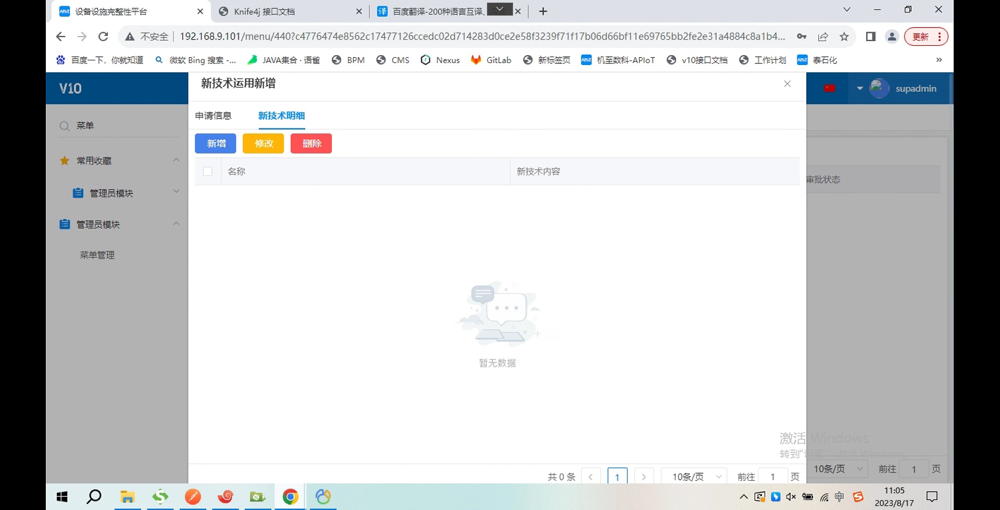 设备设施完整性平台
Knife4j 接口文档
百度翻译-200种语言互译、
不安全
192.168.9.101/menu/440?c4776474e8562c17477126ccedc02d714283d0ce2e58f3239f71f17b06d66bf11e69765bb2fe2e31a4884c8a1b4...
更新
百度一下，你就知道
微软 Bing 搜索 -...
JAVA集合 · 语雀
BPM
CMS
Nexus
GitLab
新标签页
机至数科-APIoT
v10接口文档
工作计划
泰石化
»
V10
新技术运用新增
supadmin
菜单
申请信息
新技术明细
新增
修改
删除
常用收藏
名称
新技术内容
审批状态
管理员模块
管理员模块
菜单管理
暂无数据
激活 Windows
转到"设置"以激活 Windows。
共 0 条
1
10条/页
前往
1
页
10条/页
前往
1
页
中
11:05
2023/8/17